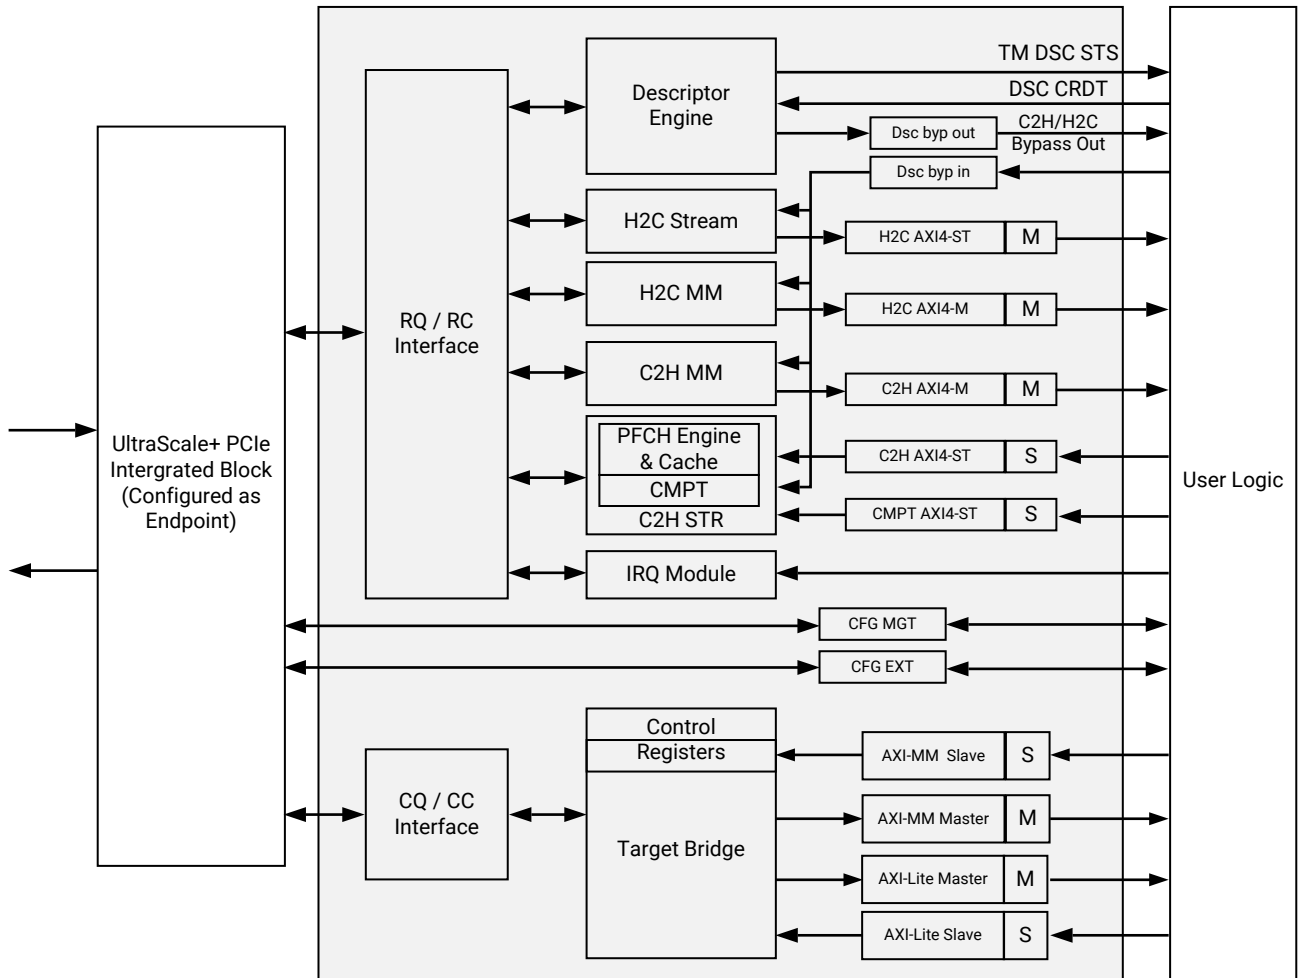 TM DSC STS
Descriptor
Engine
DSC CRDT
Dsc byp out
C2H/H2C
Bypass Out
Dsc byp in
H2C Stream
H2C AXI4-ST
M
H2C MM
H2C AXI4-M
M
RQ / RC
Interface
C2H MM
C2H AXI4-M
M
UltraScale+ PCIe
Intergrated Block
(Configured as
Endpoint)
PFCH Engine
& Cache
CMPT
C2H STR
C2H AXI4-ST
S
CMPT AXI4-ST
S
User Logic
IRQ Module
CFG MGT
CFG EXT
Control
Registers
AXI-MM Slave
S
CQ / CC
Interface
Target Bridge
AXI-MM Master
M
AXI-Lite Master
M
AXI-Lite Slave
S